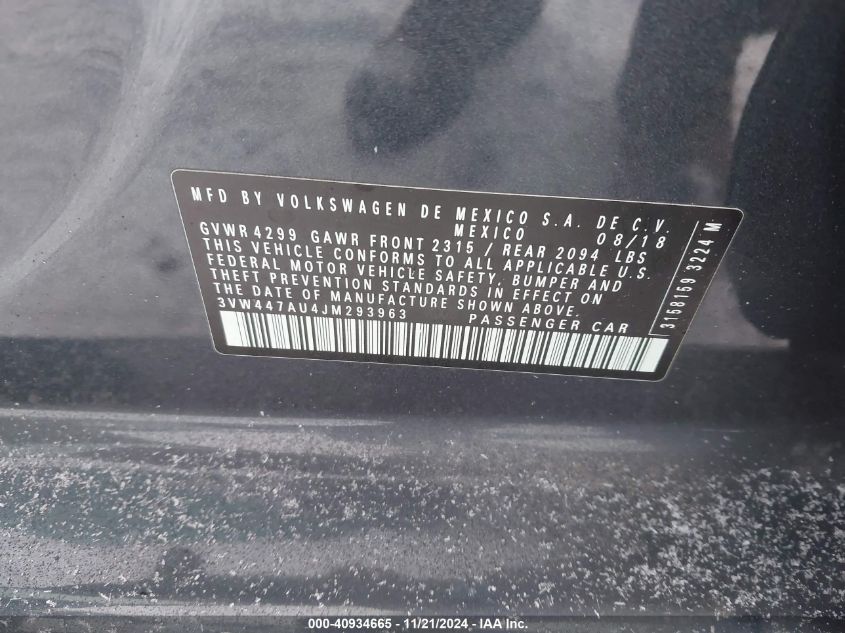 MFD BY VOLKSWAGEN DE MEXICO S.A. DE C.V.
MEXICO 08/18
GVWR 4299 GAWR FRONT 2315 / REAR 2094 LBS
THIS VEHICLE CONFORMS TO ALL APPLICABLE U.S.
FEDERAL MOTOR VEHICLE SAFETY, BUMPER AND
THEFT PREVENTION STANDARDS IN EFFECT ON
THE DATE OF MANUFACTURE SHOWN ABOVE.
3VW447AU4JM293963 PASSENGER CAR
3158159 3224 M
000-40934665 - 11/21/2024 - IAA Inc.